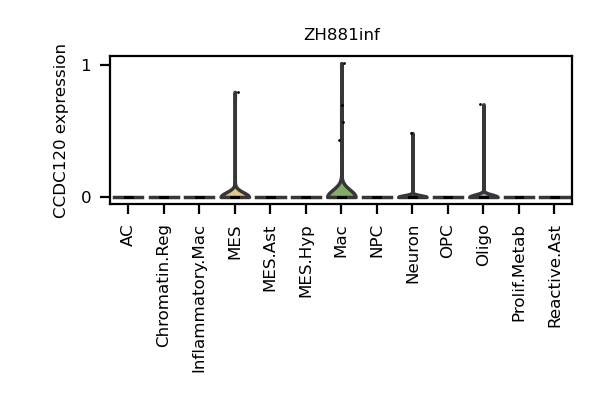 ZH881inf
CCDC120 expression
1
0
AC
Chromatin.Reg
Inflammatory.Mac
MES
MES.Ast
MES.Hyp
Mac
NPC
Neuron
OPC
Oligo
Prolif.Metab
Reactive.Ast